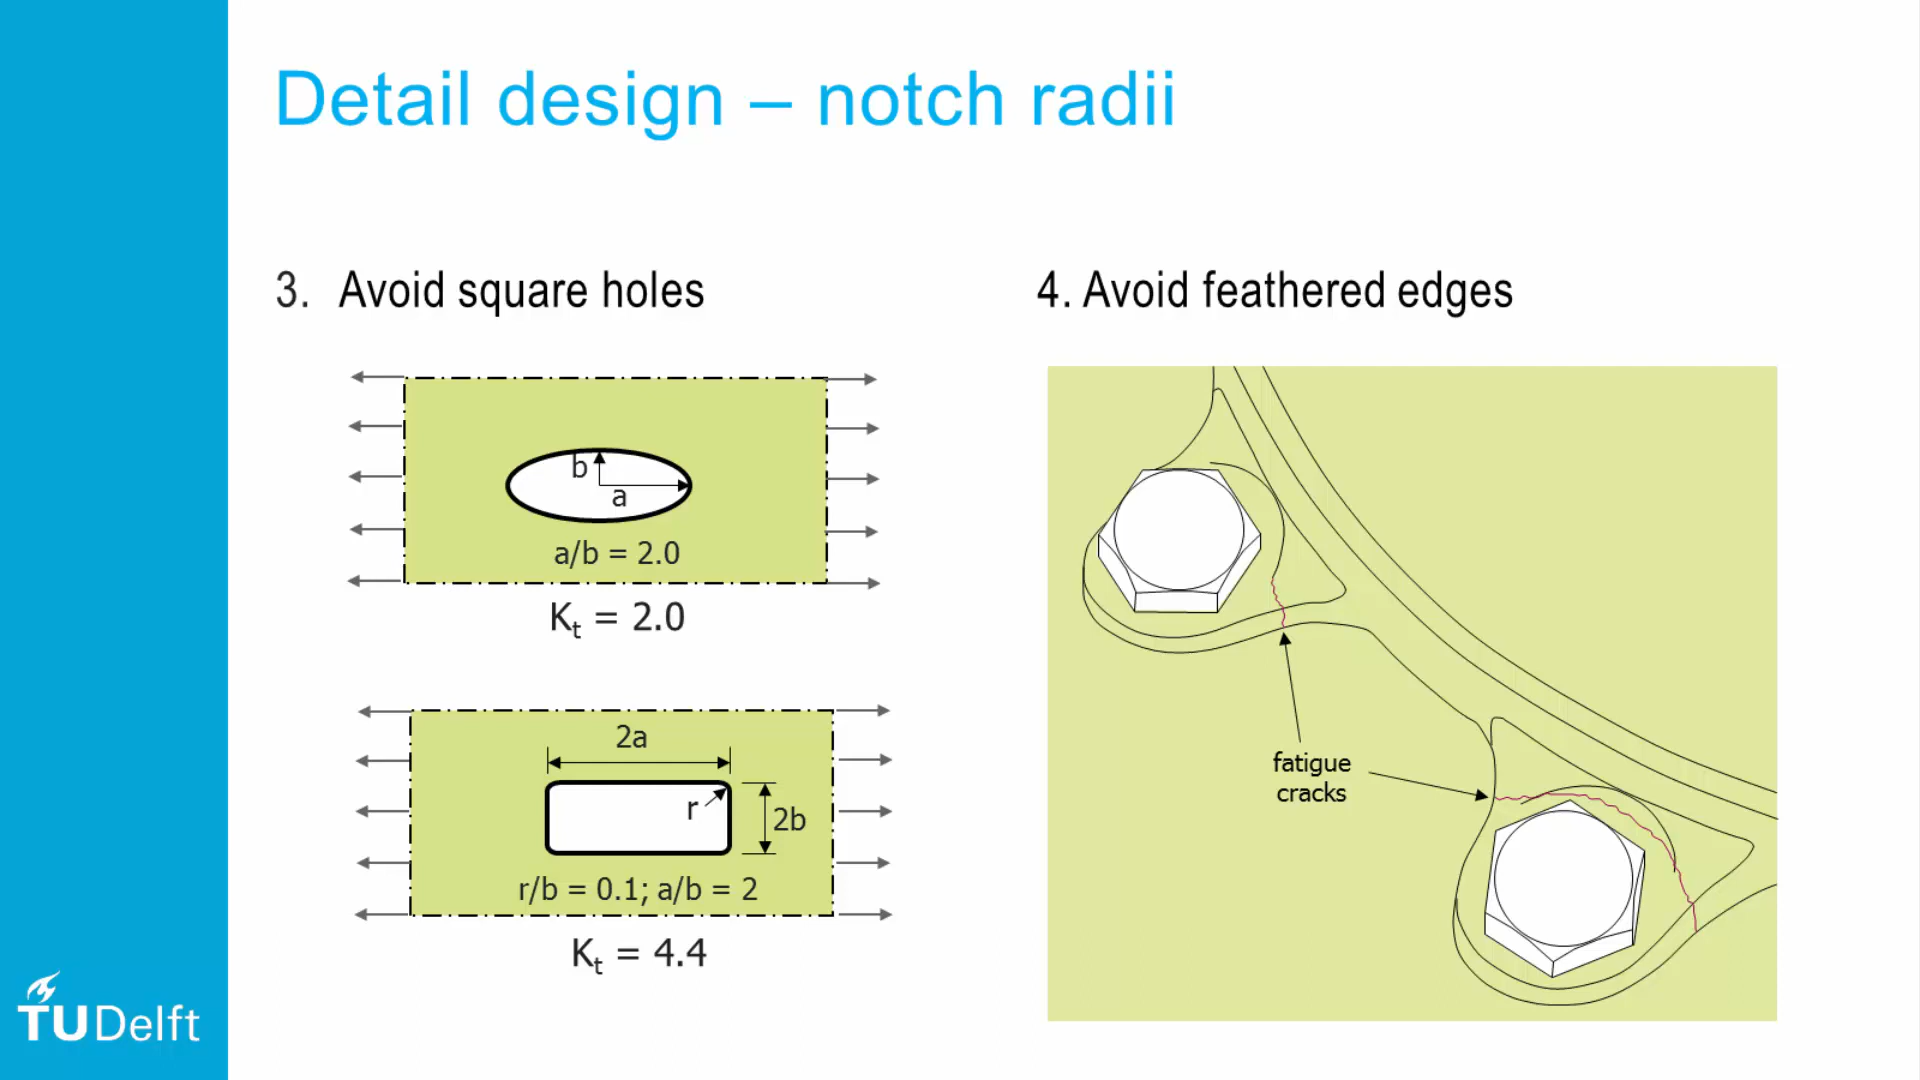 Detail design – notch radii
3. Avoid square holes
b
a
a/b = 2.0
Kt = 2.0
2a
r
2b
r/b = 0.1; a/b = 2
Kt = 4.4
4. Avoid feathered edges
fatigue
cracks
TUDelft